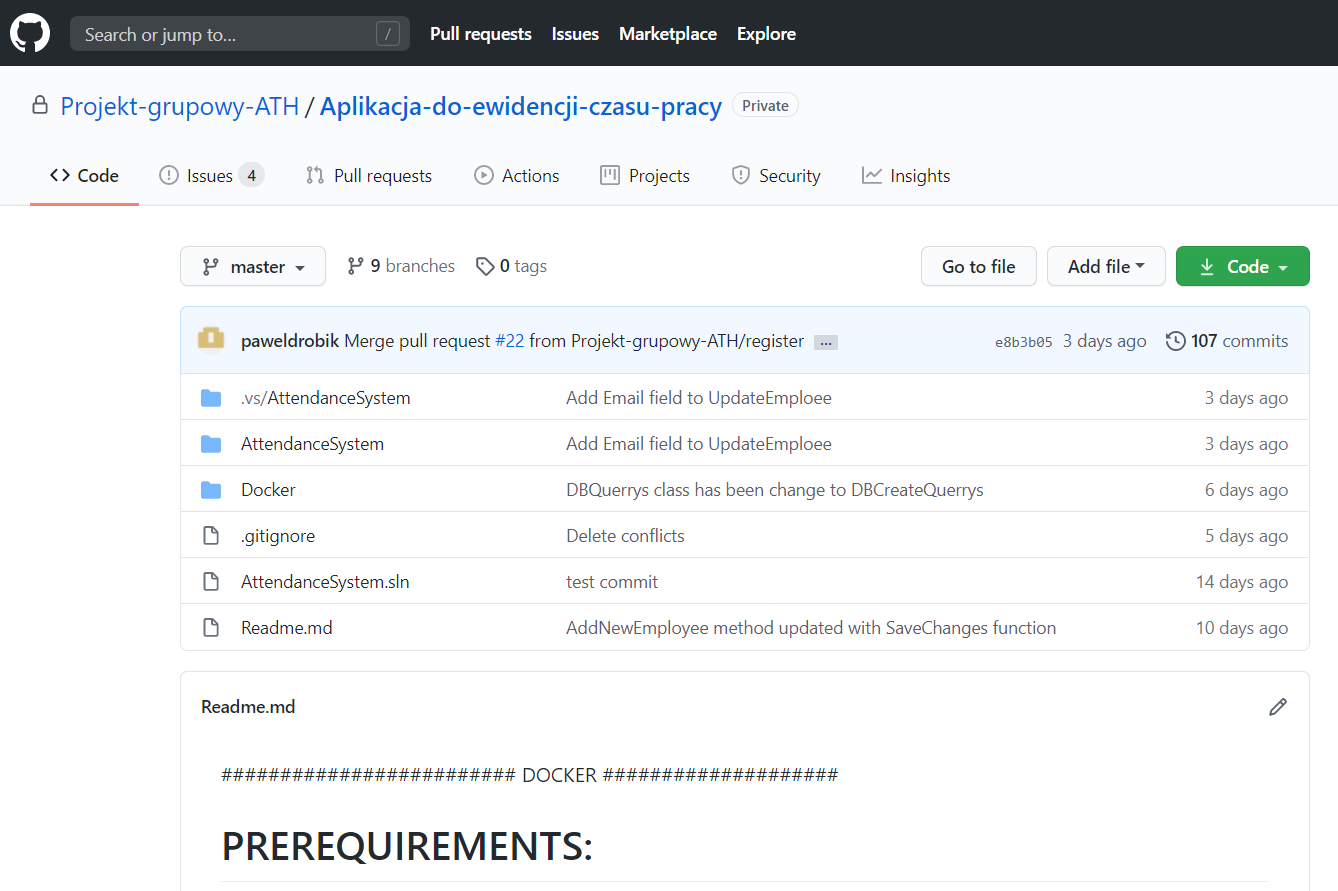 Search or jump to... /
Pull requests Issues Marketplace Explore
Projekt-grupowy-ATH / Aplikacja-do-ewidencji-czasu-pracy Private
Code Issues 4 Pull requests Actions Projects Security Insights
master 9 branches 0 tags Go to file Add file Code
paweldrobik Merge pull request #22 from Projekt-grupowy-ATH/register ... e8b3b05 3 days ago 107 commits
.vs/AttendanceSystem Add Email field to UpdateEmploee 3 days ago
AttendanceSystem Add Email field to UpdateEmploee 3 days ago
Docker DBQuerrys class has been change to DBCreateQuerrys 6 days ago
.gitignore Delete conflicts 5 days ago
AttendanceSystem.sln test commit 14 days ago
Readme.md AddNewEmployee method updated with SaveChanges function 10 days ago
Readme.md
######################### DOCKER ####################
PREREQUIREMENTS: